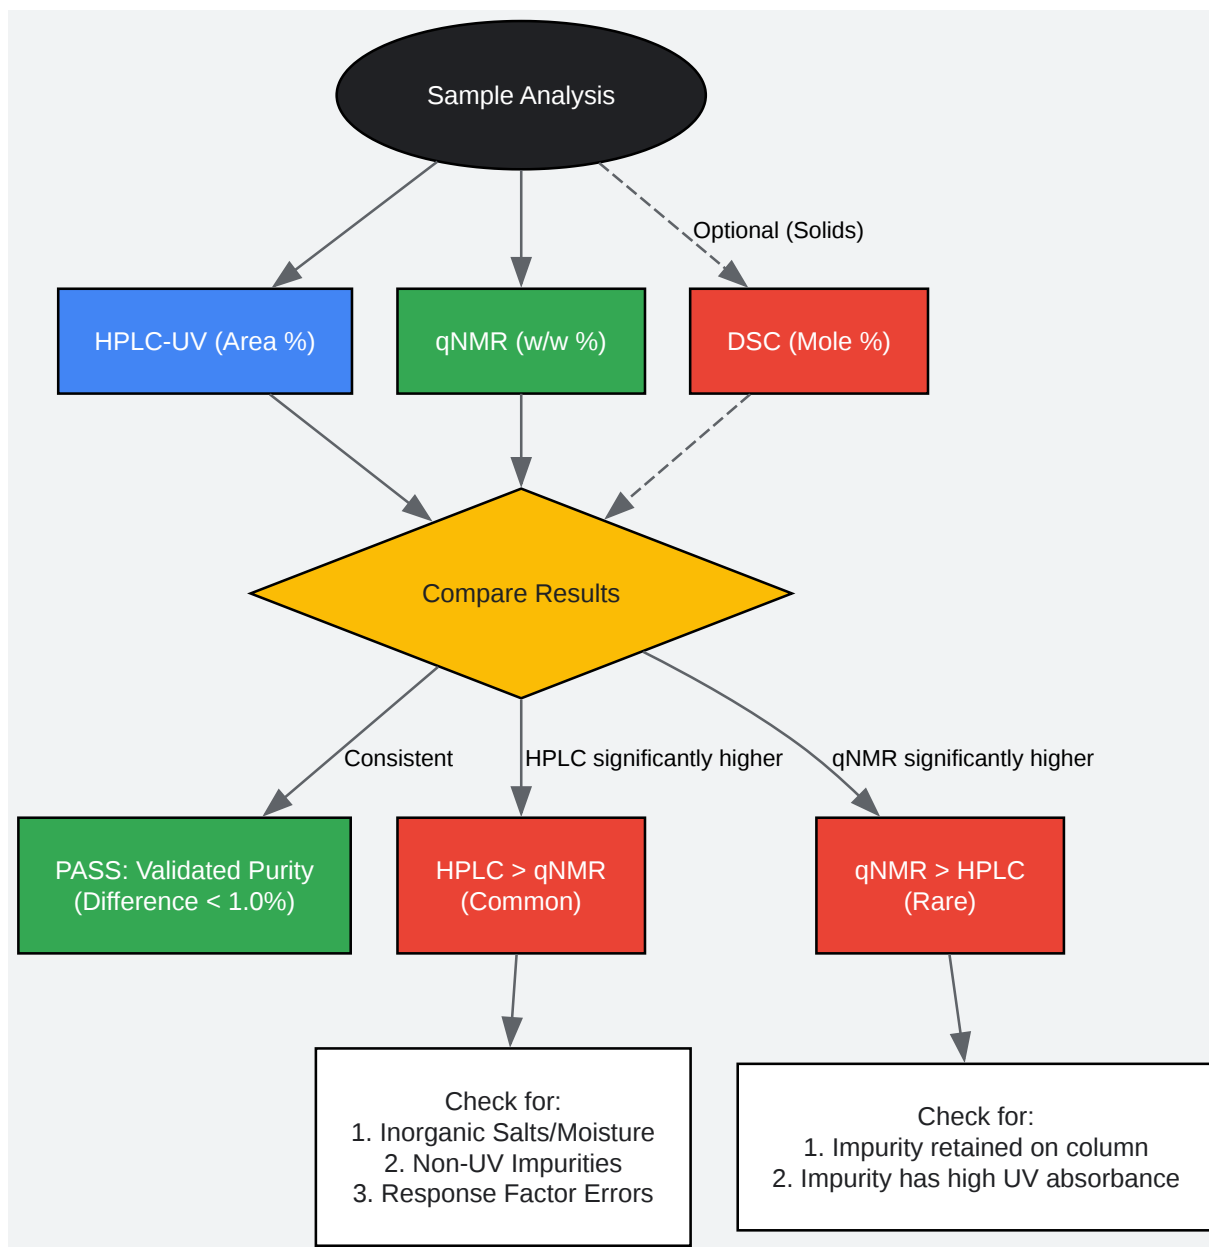 Sample Analysis
Optional (Solids)
HPLC-UV (Area %)
qNMR (w/w %)
DSC (Mole %)
Compare Results
Consistent
HPLC significantly higher
qNMR significantly higher
PASS: Validated Purity
(Difference < 1.0%)
HPLC > qNMR
(Common)
qNMR > HPLC
(Rare)
Check for:
1. Inorganic Salts/Moisture
2. Non-UV Impurities
3. Response Factor Errors
Check for:
1. Impurity retained on column
2. Impurity has high UV absorbance